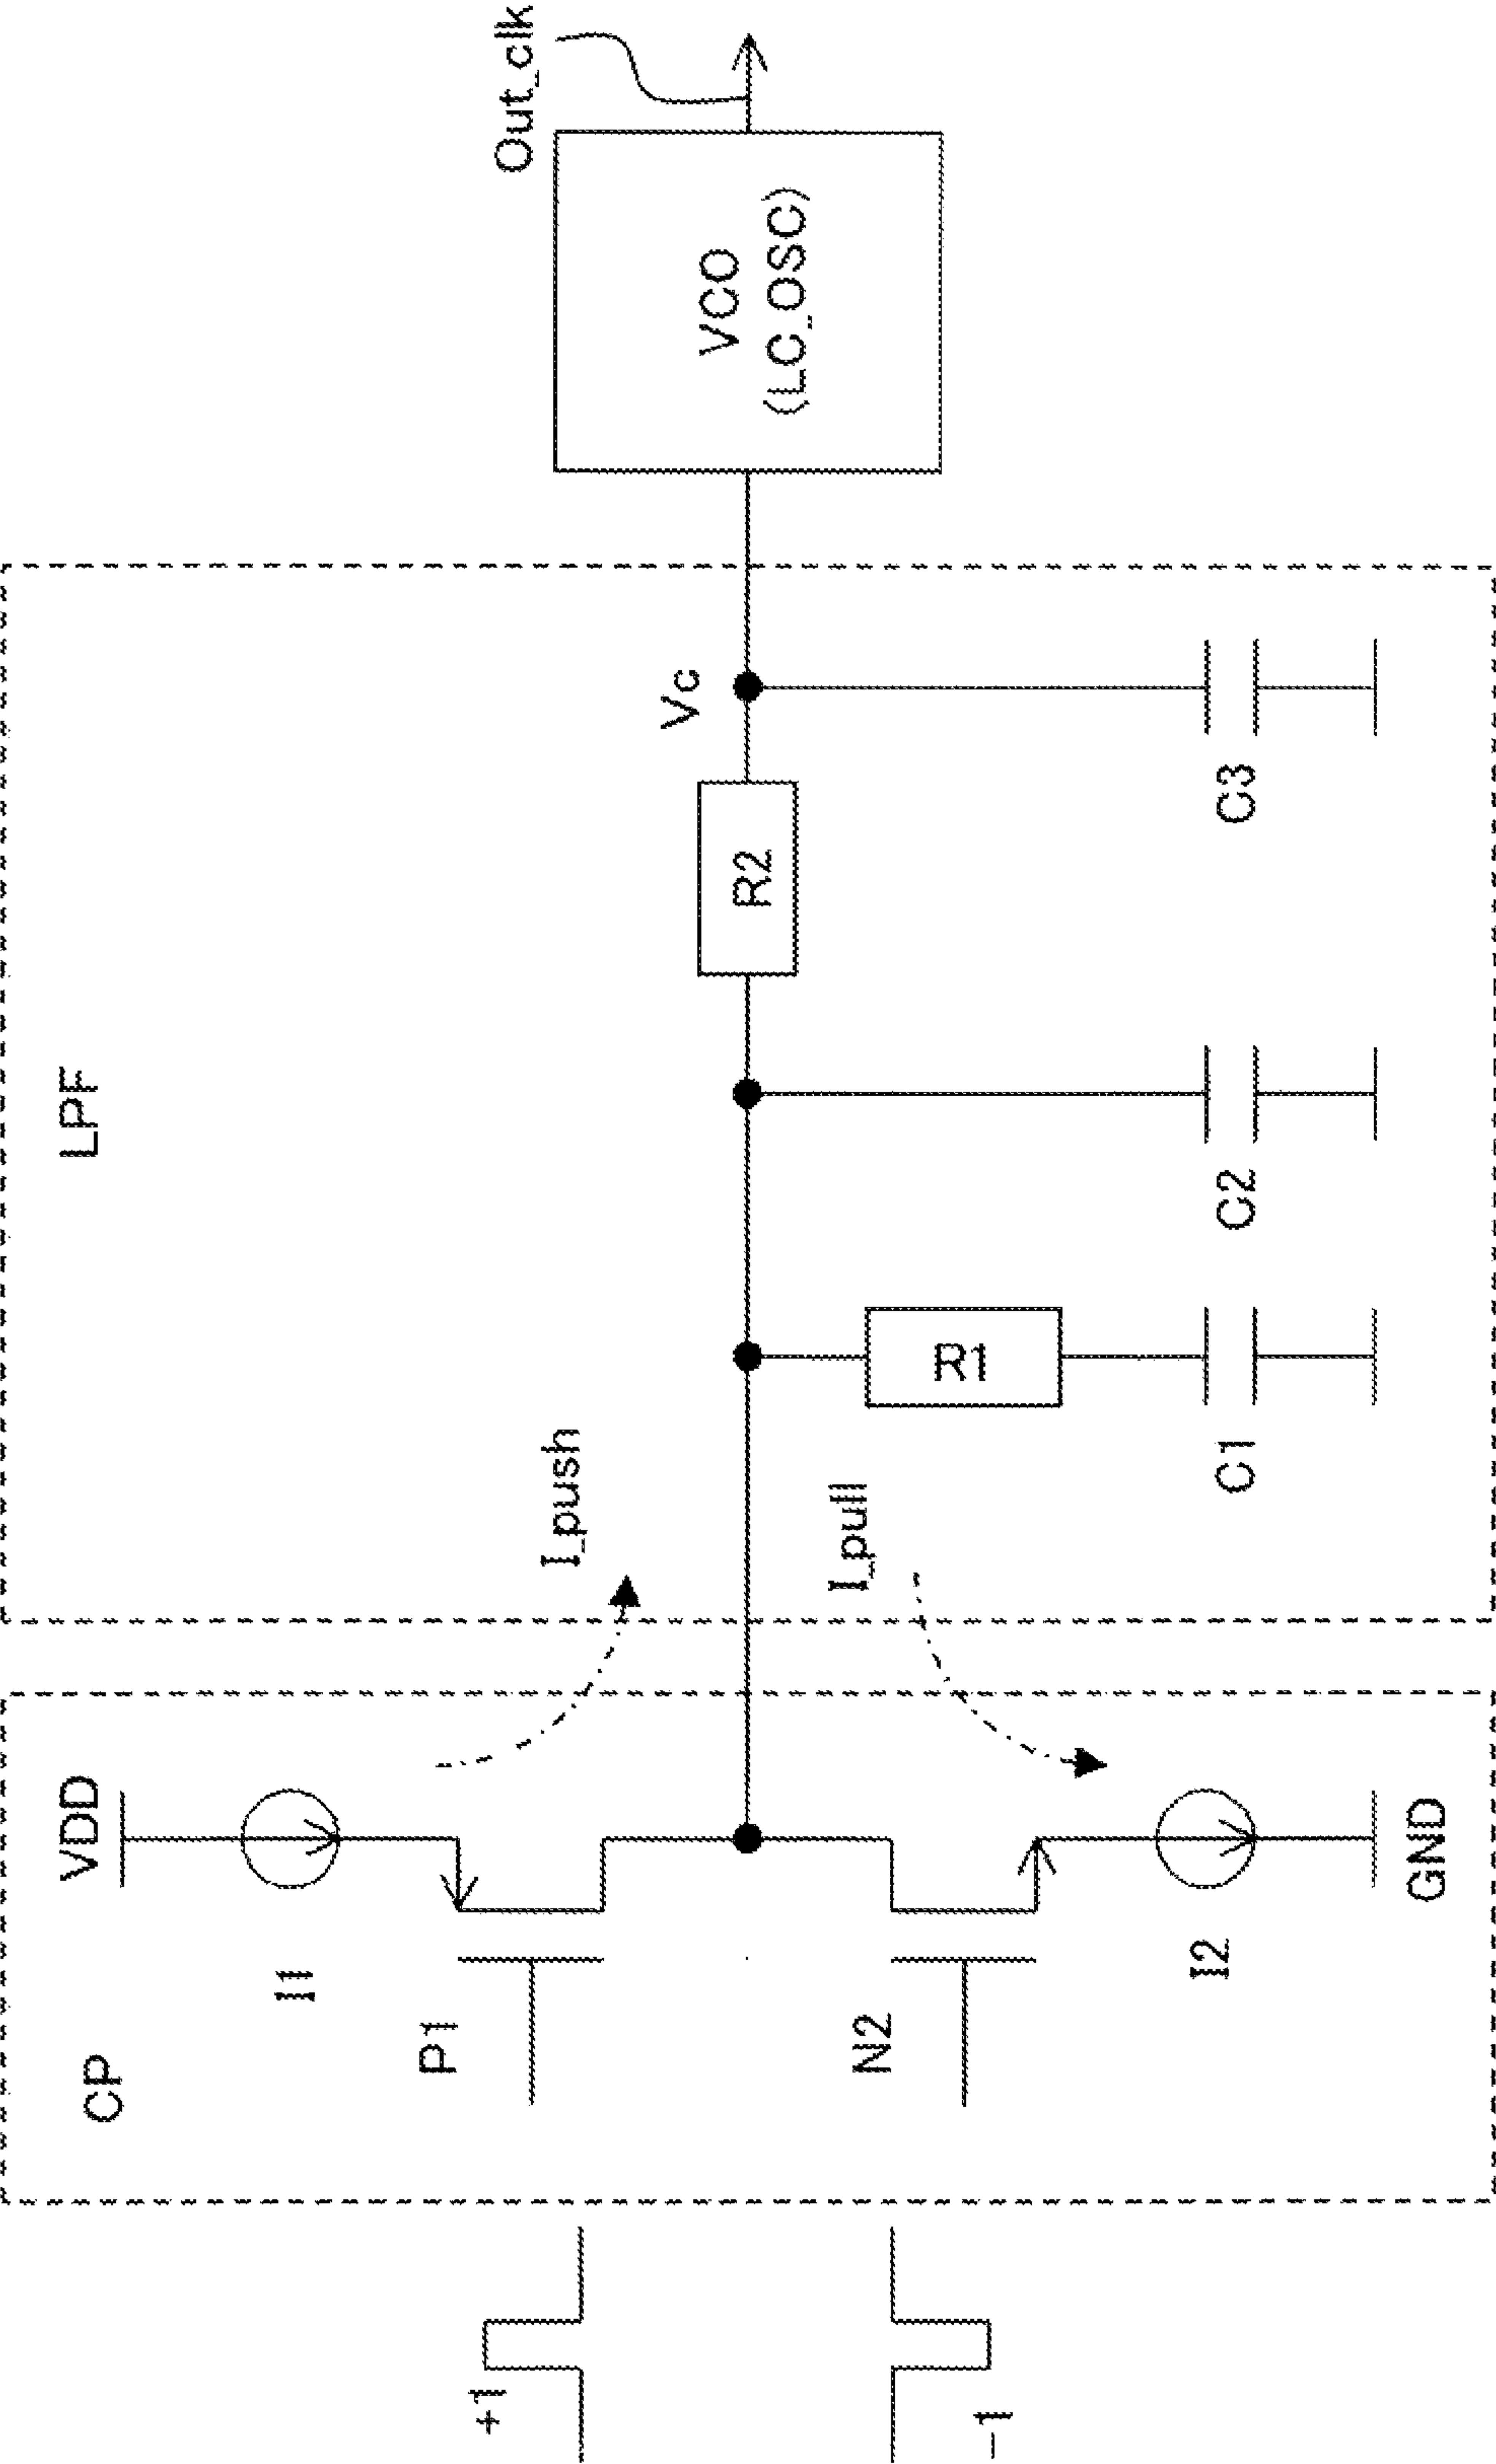 +1
-1
CP
VDD
I1
P1
N2
I2
GND
I_push
I_pull
LPF
R1
C1
C2
R2
C3
Vc
VCO
(LC_OSC)
Out_clk